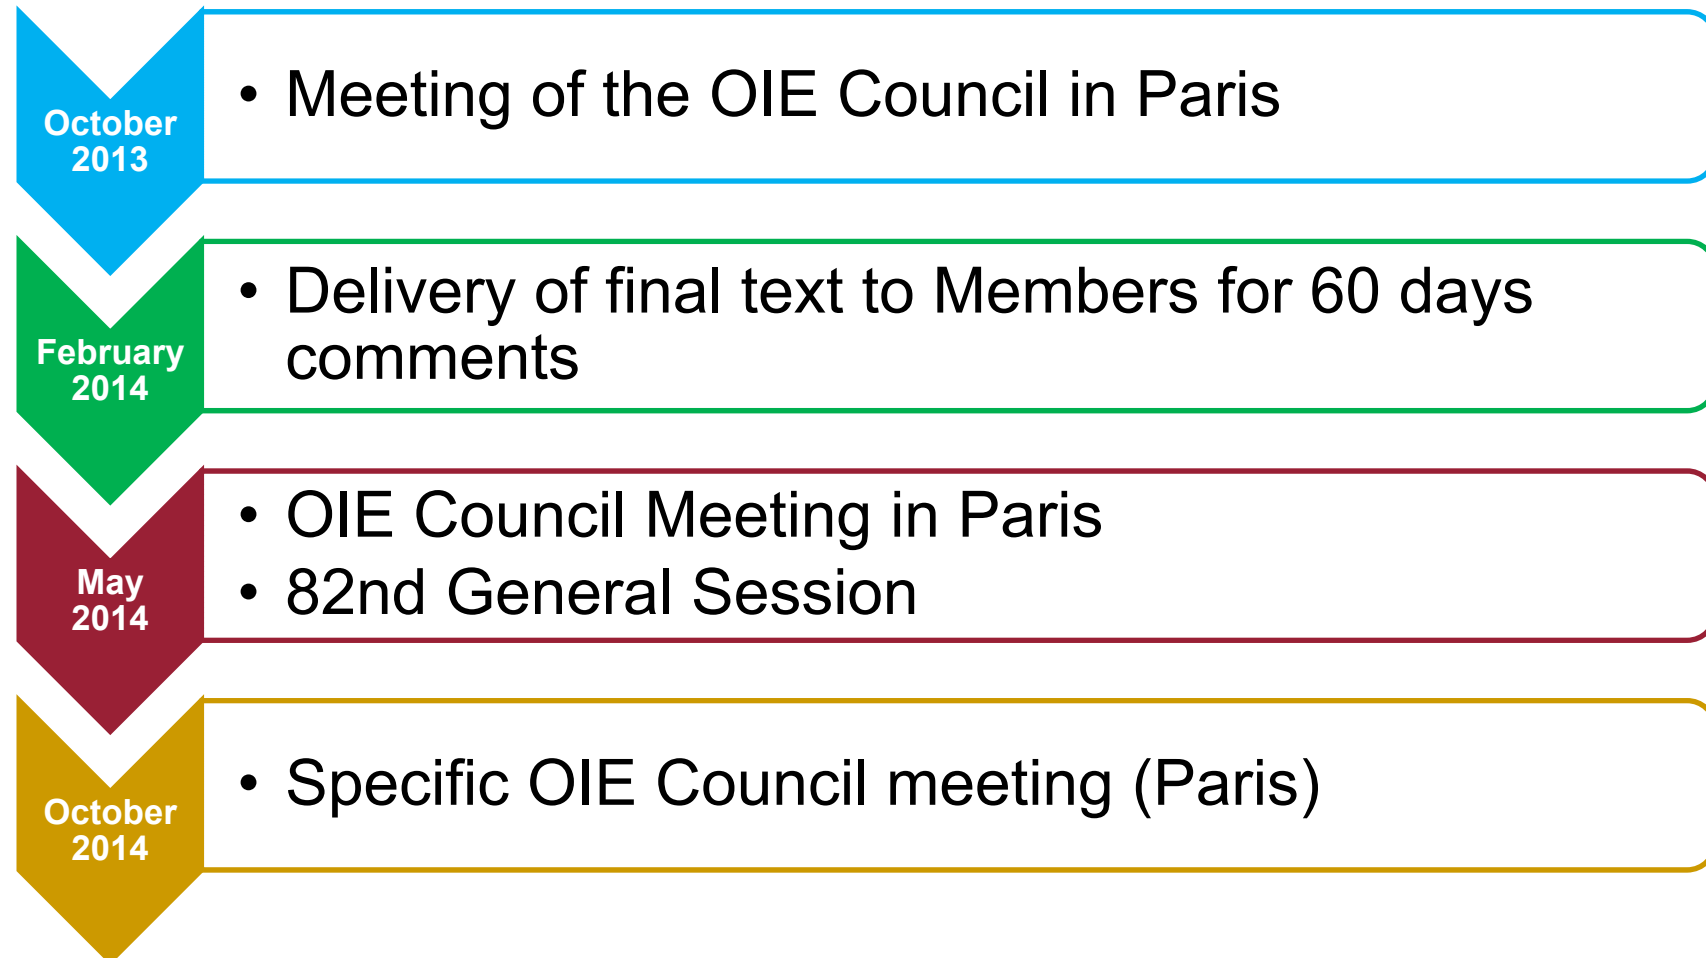 October
2013
• Meeting of the OIE Council in Paris
February
2014
• Delivery of final text to Members for 60 days
comments
May
2014
• OIE Council Meeting in Paris
• 82nd General Session
October
2014
• Specific OIE Council meeting (Paris)